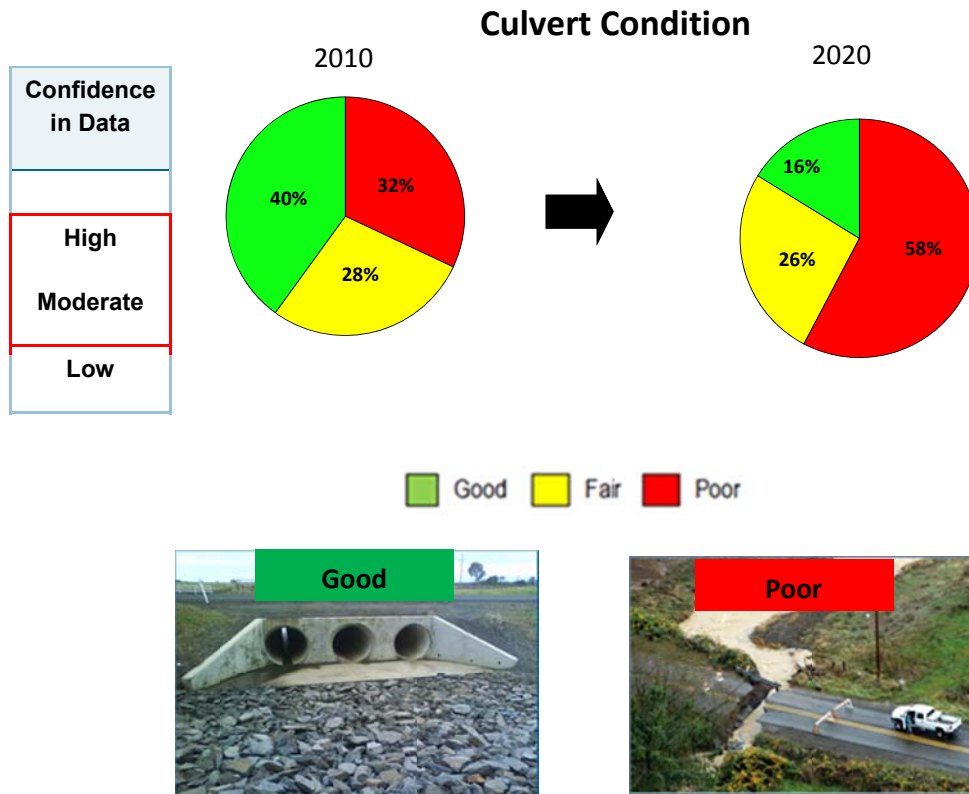 Culvert Condition
2010
2020
Confidence
in Data
High
Moderate
Low
40%
32%
28%
16%
26%
58%
Good
Fair
Poor
Good
Poor